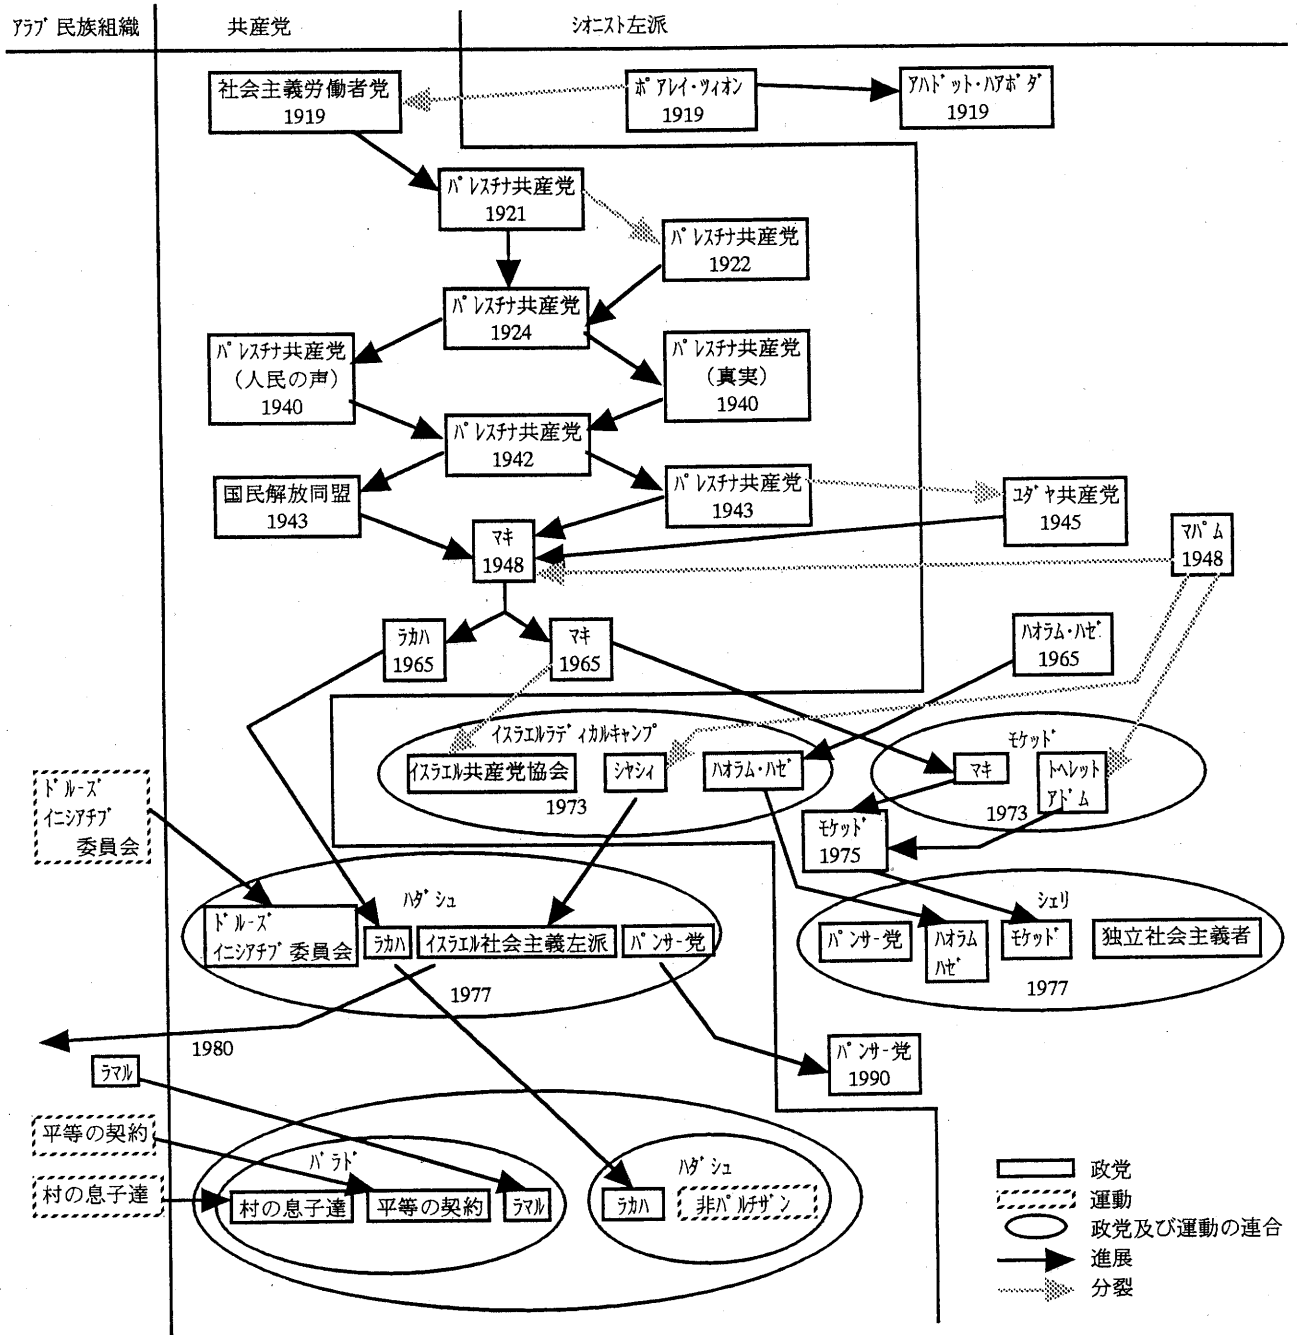 ｱﾗﾌﾞ民族組織
共産党
ｼｵﾆｽﾄ左派
社会主義労働者党
1919
ﾎﾟｱﾚｲ・ﾂｨｵﾝ
1919
ｱﾊﾄﾞｯﾄ・ﾊｱﾎﾞﾀﾞ
1919
ﾊﾟﾚｽﾁﾅ共産党
1921
ﾊﾟﾚｽﾁﾅ共産党
1922
ﾊﾟﾚｽﾁﾅ共産党
1924
ﾊﾟﾚｽﾁﾅ共産党
（人民の声）
1940
ﾊﾟﾚｽﾁﾅ共産党
（真実）
1940
ﾊﾟﾚｽﾁﾅ共産党
1942
国民解放同盟
1943
ﾊﾟﾚｽﾁﾅ共産党
1943
ﾕﾀﾞﾔ共産党
1945
ﾏｷ
1948
ﾏﾊﾟﾑ
1948
ﾗｶﾊ
1965
ﾏｷ
1965
ﾊｵﾗﾑ・ﾊｾﾞ
1965
ｲｽﾗｴﾙﾗﾃﾞｨｶﾙｷｬﾝﾌﾟ
ｲｽﾗｴﾙ共産党協会
ｼﾔｼｨ
ﾊｵﾗﾑ・ﾊｾﾞ
1973
ﾓｹｯﾄﾞ
ﾏｷ
ﾄﾍﾚｯﾄ
ｱﾄﾞﾑ
1973
ﾄﾞﾙｰｽﾞ
ｲﾆｼｱﾁﾌﾞ
委員会
ﾓｹｯﾄﾞ
1975
ﾊﾀﾞｼｭ
ﾄﾞﾙｰｽﾞ
ｲﾆｼｱﾁﾌﾞ委員会
ﾗｶﾊ
ｲｽﾗｴﾙ社会主義左派
ﾊﾟﾝｻｰ党
1977
ｼｪﾘ
ﾊﾟﾝｻｰ党
ﾊｵﾗﾑ
ﾊｾﾞ
ﾓｹｯﾄﾞ
独立社会主義者
1977
1980
ﾊﾟﾝｻｰ党
1990
ﾗﾏﾙ
平等の契約
村の息子達
ﾊﾞﾗﾄﾞ
村の息子達
平等の契約
ﾗﾏﾙ
ﾊﾀﾞｼｭ
ﾗｶﾊ
非ﾊﾟﾙﾁｻﾞﾝ
政党
運動
政党及び運動の連合
進展
分裂